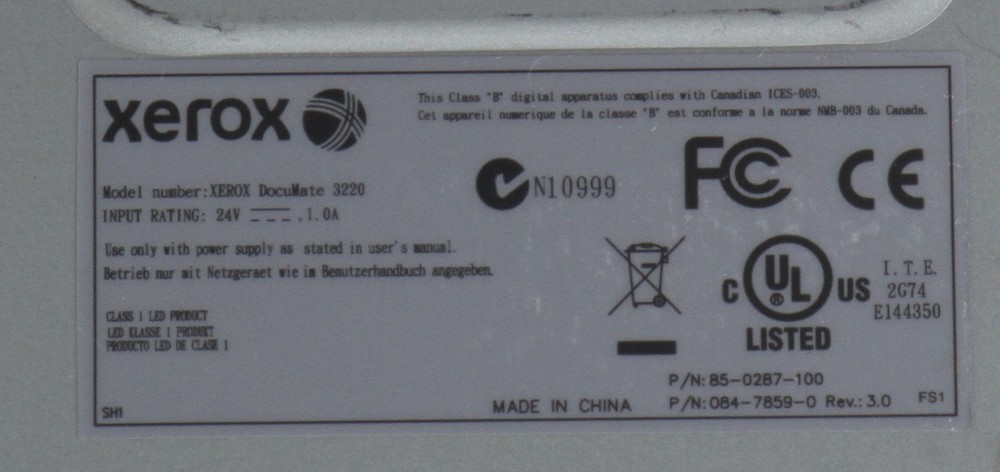 xerox
This Class "B" digital apparatus complies with Canadian ICES-003.
Cet appareil numerique de la classe "B" est conforme a la norme NMB-003 du Canada.
Model number:XEROX DocuMate 3220
INPUT RATING: 24V ⎓ ,1.0A
N10999
FC
CE
Use only with power supply as stated in user's manual.
Betrieb nur mit Netzgeraet wie im Benutzerhandbuch angegeben.
C UL® US
LISTED
I.T.E.
2G74
E144350
CLASS 1 LED PRODUCT
LED KLASSE 1 PRODUKT
PRODUCTO LED DE CLASE 1
P/N:85-0287-100
MADE IN CHINA
P/N:084-7859-0 Rev.:3.0
SH1
FS1